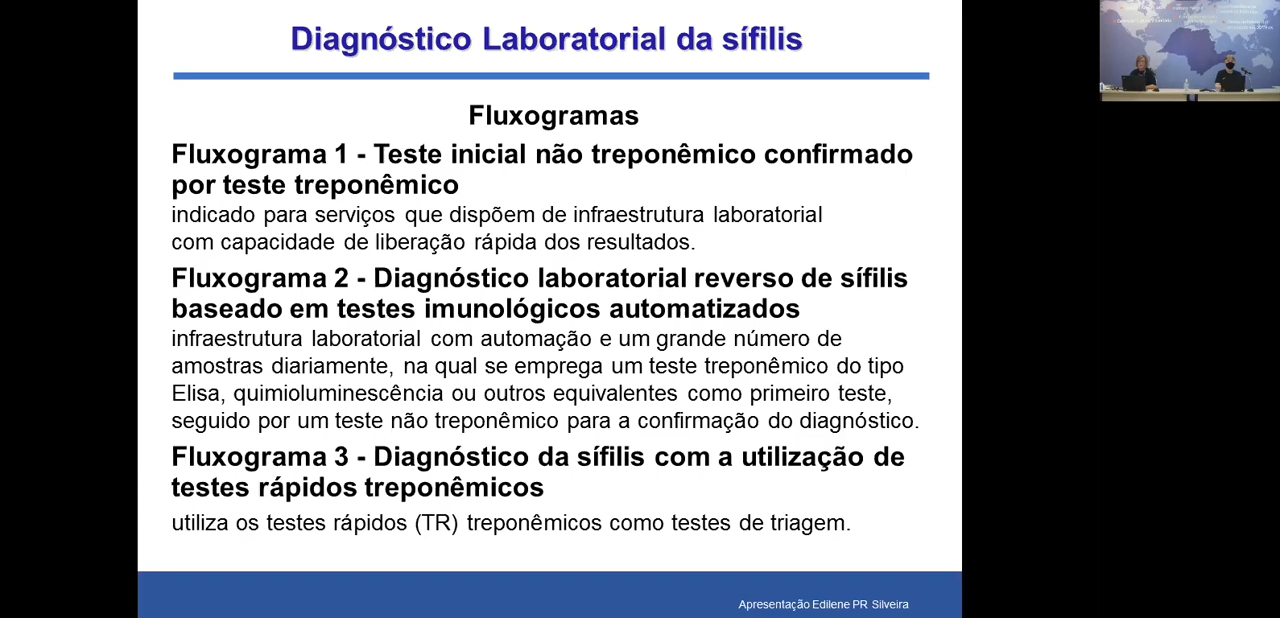 Diagnóstico Laboratorial da sífilis
Fluxogramas
Fluxograma 1 - Teste inicial não treponêmico confirmado
por teste treponêmico
indicado para serviços que dispõem de infraestrutura laboratorial
com capacidade de liberação rápida dos resultados.
Fluxograma 2 - Diagnóstico laboratorial reverso de sífilis
baseado em testes imunológicos automatizados
infraestrutura laboratorial com automação e um grande número de
amostras diariamente, na qual se emprega um teste treponêmico do tipo
Elisa, quimioluminescência ou outros equivalentes como primeiro teste,
seguido por um teste não treponêmico para a confirmação do diagnóstico.
Fluxograma 3 - Diagnóstico da sífilis com a utilização de
testes rápidos treponêmicos
utiliza os testes rápidos (TR) treponêmicos como testes de triagem.
Apresentação Edilene PR Silveira